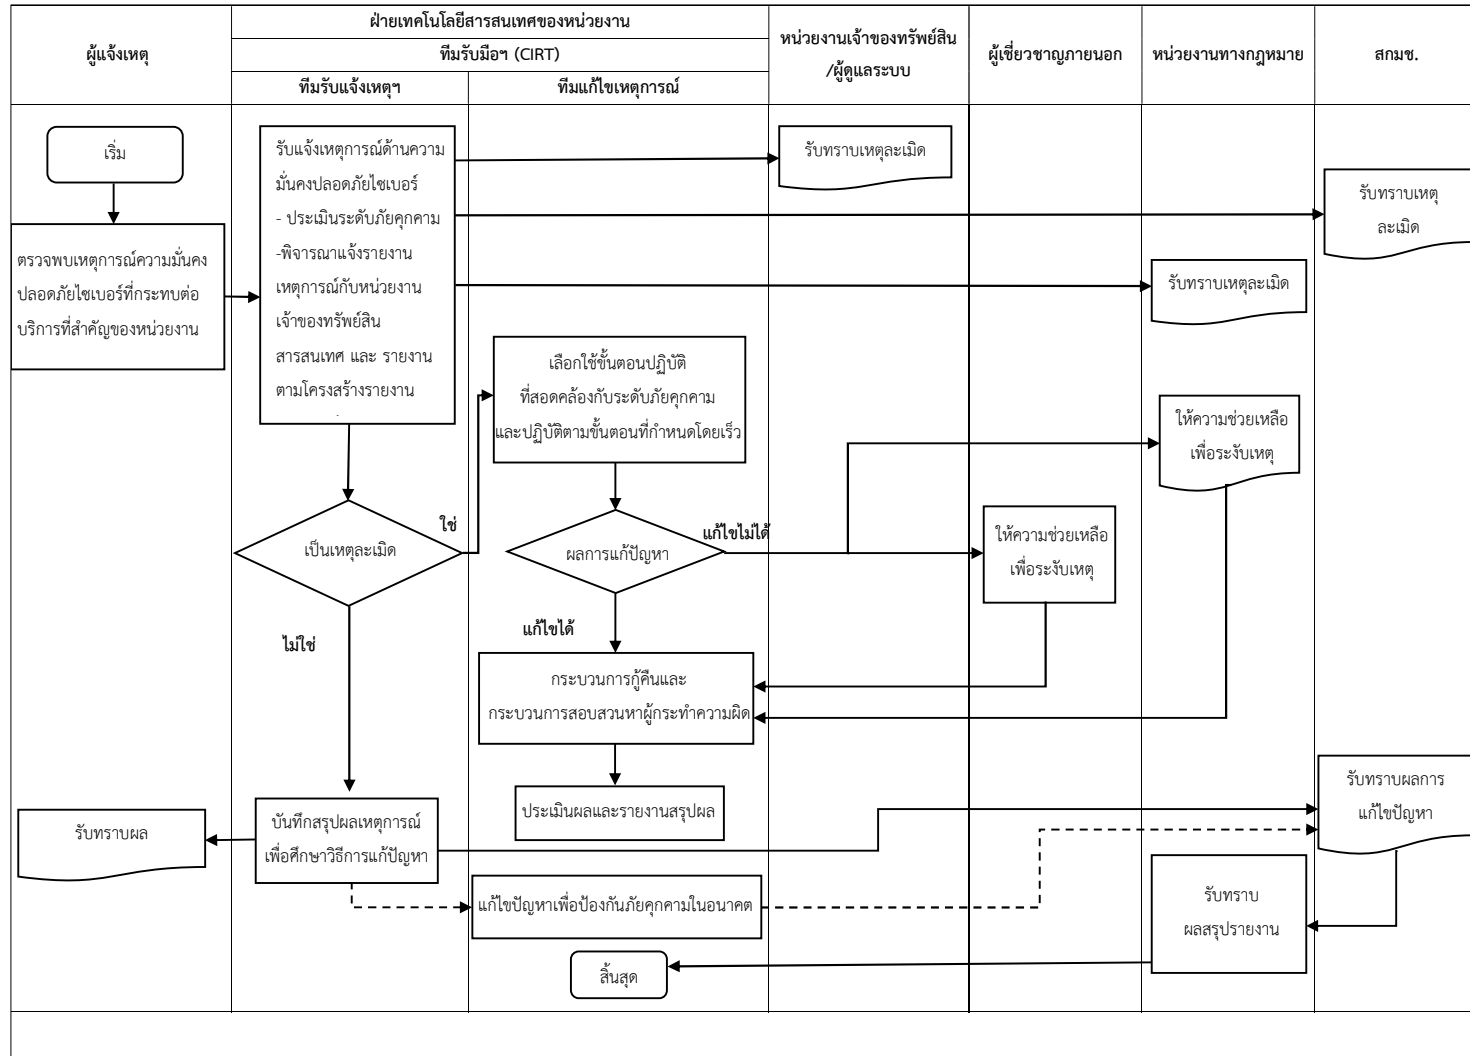 ผู้แจ้งเหตุ
ฝ่ายเทคโนโลยีสารสนเทศของหน่วยงาน
ทีมรับมือฯ (CIRT)
ทีมรับแจ้งเหตุฯ
ทีมแก้ไขเหตุการณ์
หน่วยงานเจ้าของทรัพย์สิน
/ผู้ดูแลระบบ
ผู้เชี่ยวชาญภายนอก
หน่วยงานทางกฎหมาย
สกมช.
เริ่ม
ตรวจพบเหตุการณ์ความมั่นคง
ปลอดภัยไซเบอร์ที่กระทบต่อ
บริการที่สำคัญของหน่วยงาน
รับแจ้งเหตุการณ์ด้านความ
มั่นคงปลอดภัยไซเบอร์
- ประเมินระดับภัยคุกคาม
-พิจารณาแจ้งรายงาน
เหตุการณ์กับหน่วยงาน
เจ้าของทรัพย์สิน
สารสนเทศ และ รายงาน
ตามโครงสร้างรายงาน
รับทราบเหตุละเมิด
รับทราบเหตุ
ละเมิด
รับทราบเหตุละเมิด
เลือกใช้ขั้นตอนปฏิบัติ
ที่สอดคล้องกับระดับภัยคุกคาม
และปฏิบัติตามขั้นตอนที่กำหนดโดยเร็ว
ให้ความช่วยเหลือ
เพื่อระงับเหตุ
เป็นเหตุละเมิด
ใช่
ผลการแก้ปัญหา
แก้ไขไม่ได้
ให้ความช่วยเหลือ
เพื่อระงับเหตุ
ไม่ใช่
แก้ไขได้
กระบวนการกู้คืนและ
กระบวนการสอบสวนหาผู้กระทำความผิด
ประเมินผลและรายงานสรุปผล
รับทราบผลการ
แก้ไขปัญหา
รับทราบผล
บันทึกสรุปผลเหตุการณ์
เพื่อศึกษาวิธีการแก้ปัญหา
แก้ไขปัญหาเพื่อป้องกันภัยคุกคามในอนาคต
รับทราบ
ผลสรุปรายงาน
สิ้นสุด